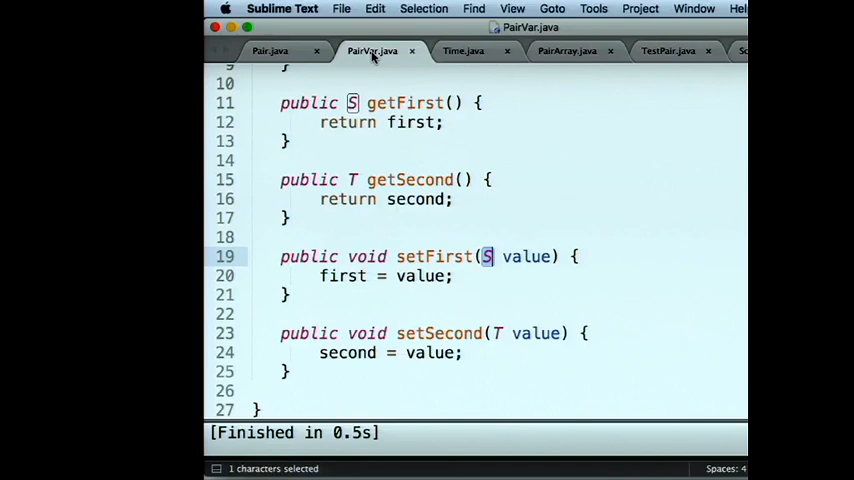 Sublime Text File Edit Selection Find View Goto Tools Project Window Help
PairVar.java
Pair.java × PairVar.java × Time.java × PairArray.java × TestPair.java ×
9 }
10
11 public S getFirst() {
12 return first;
13 }
14
15 public T getSecond() {
16 return second;
17 }
18
19 public void setFirst(S value) {
20 first = value;
21 }
22
23 public void setSecond(T value) {
24 second = value;
25 }
26
27 }
[Finished in 0.5s]
1 characters selected Spaces: 4